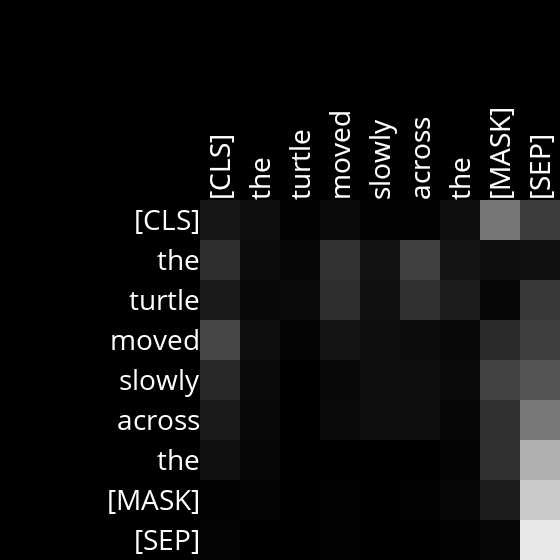 [CLS] the turtle moved slowly across the [MASK] [SEP]
[CLS]
the
turtle
moved
slowly
across
the
[MASK]
[SEP]